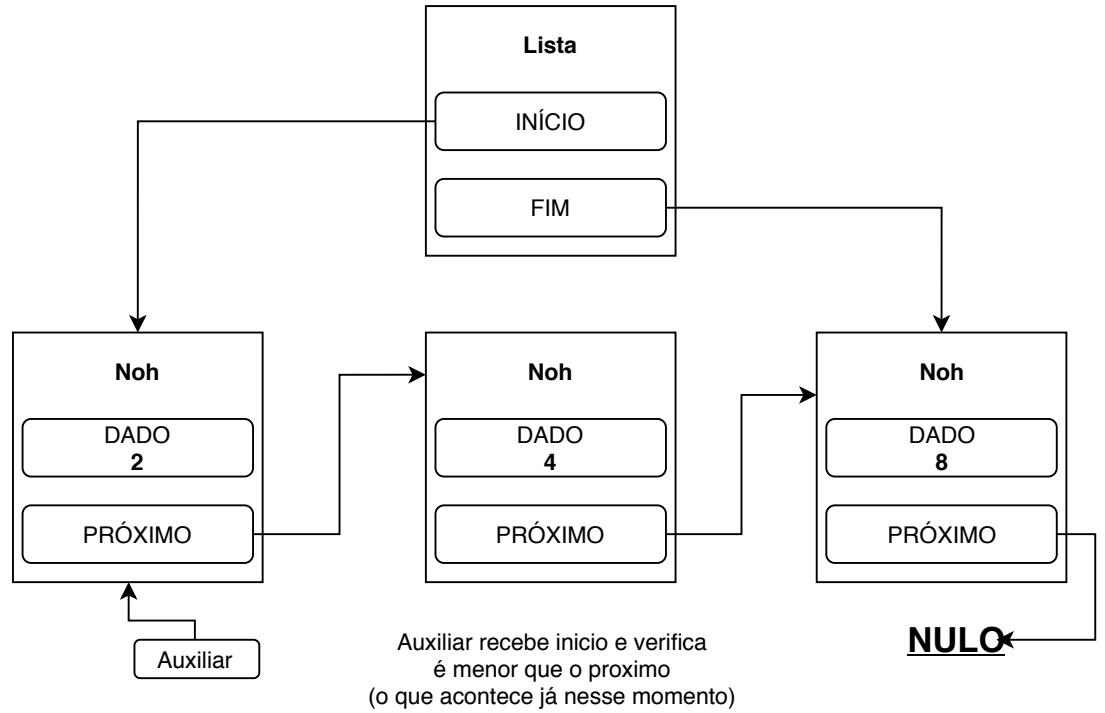 Lista
INÍCIO
FIM
Noh
DADO
2
PRÓXIMO
Noh
DADO
4
PRÓXIMO
Noh
DADO
8
PRÓXIMO
Auxiliar
Auxiliar recebe inicio e verifica
é menor que o proximo
(o que acontece já nesse momento)
NULO